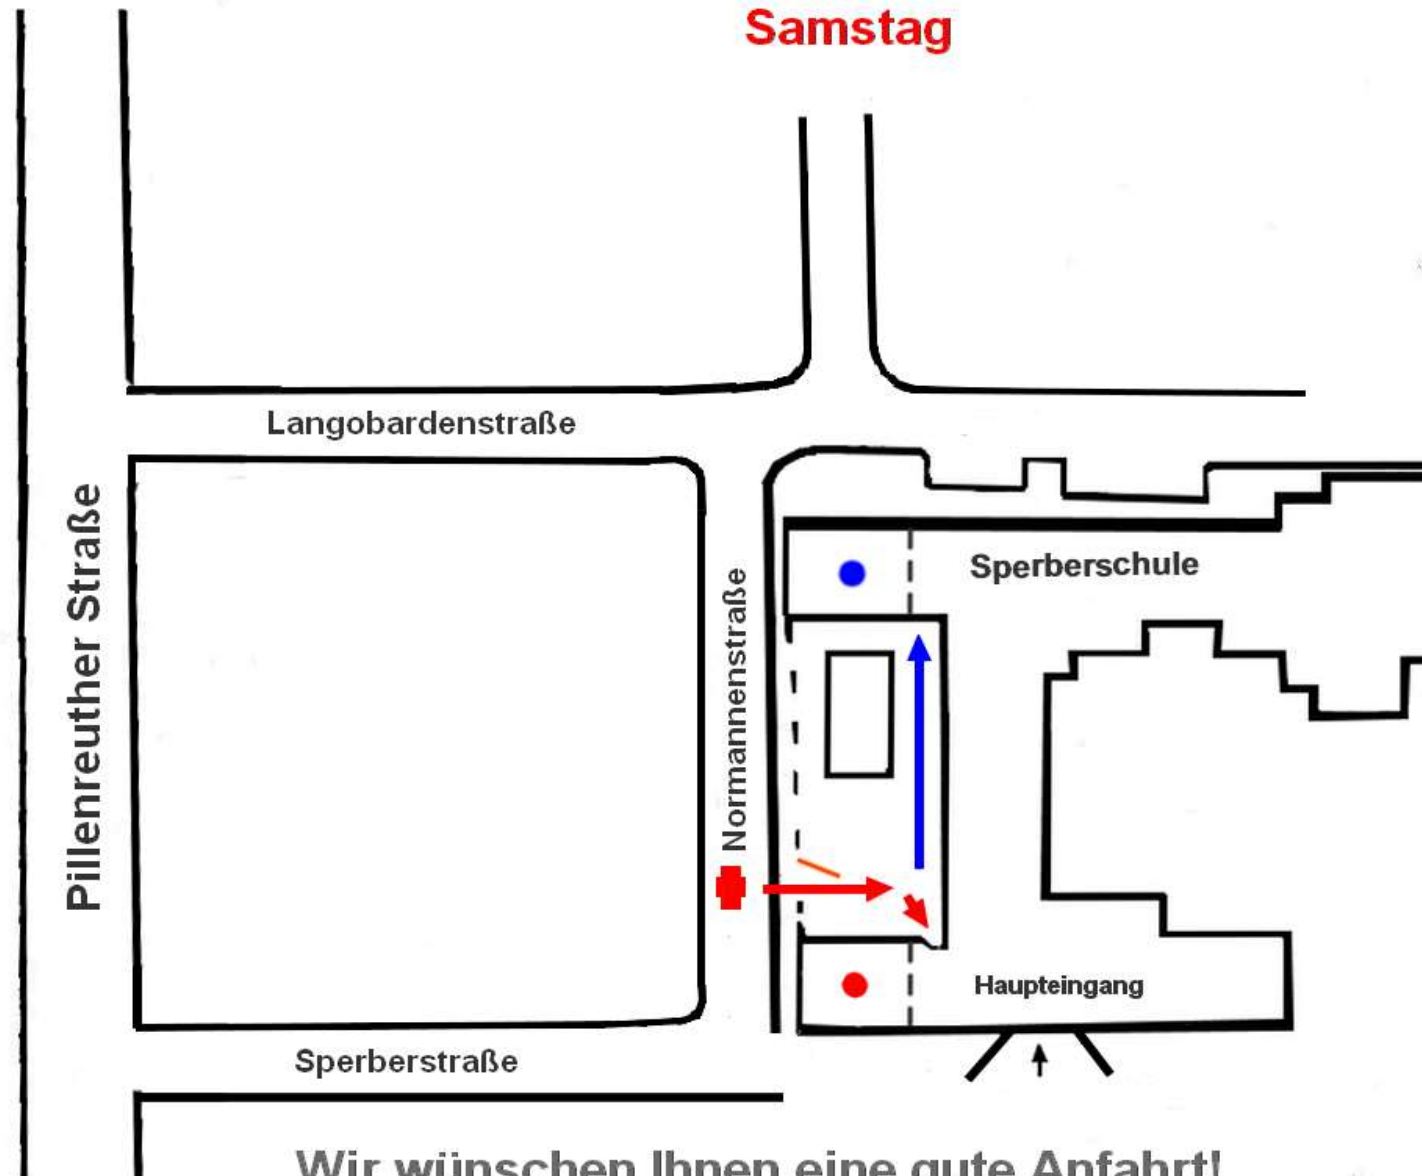 Samstag
Langobardenstraße
Pillenreuther Straße
Normannenstraße
Sperberschule
Haupteingang
Sperberstraße
Wir wünschen Ihnen eine gute Anfahrt!